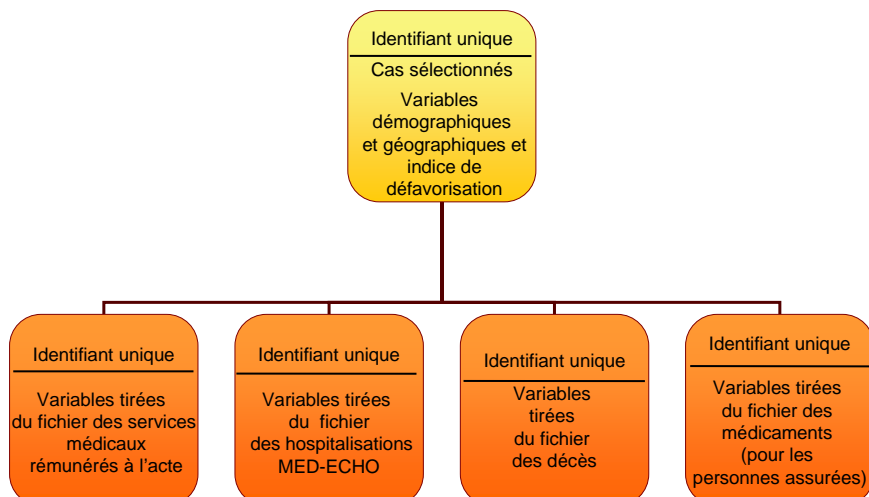 Identifiant unique
Cas sélectionnés
Variables
démographiques
et géographiques et
indice de
défavorisation
Identifiant unique
Variables tirées
du fichier des services
médicaux
rémunérés à l'acte
Identifiant unique
Variables tirées
du fichier
des hospitalisations
MED-ECHO
Identifiant unique
Variables
tirées
du fichier
des décès
Identifiant unique
Variables tirées
du fichier des
médicaments
(pour les
personnes assurées)